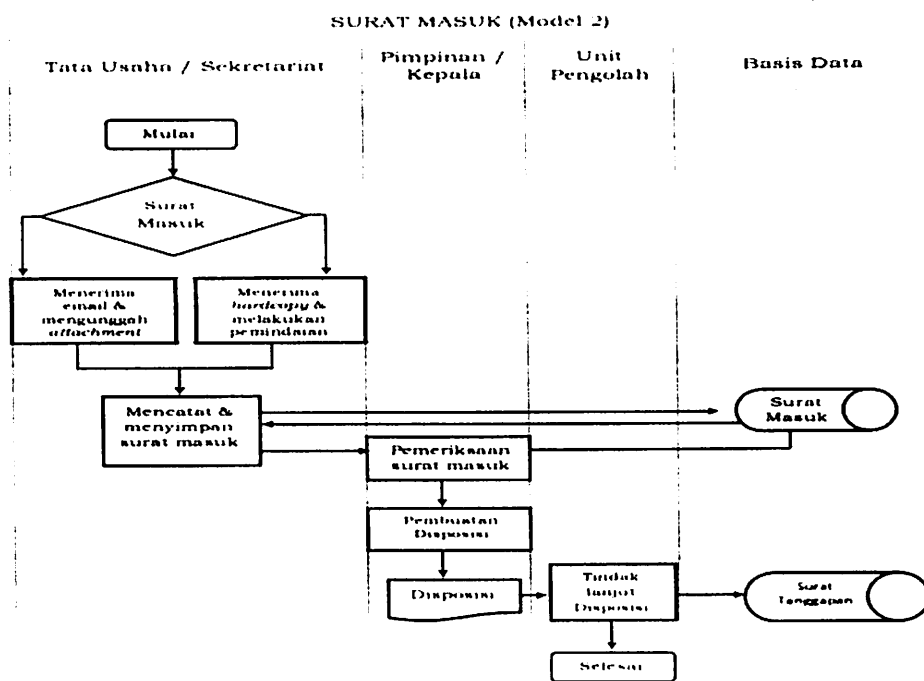 SURAT MASUK (Model 2)
Tata Usaha / Sekretariat
Pimpinan /
Kepala
Unit
Pengolah
Basis Data
Mulai
Surat
Masuk
Menerima
email &
mengunggah
attachment
Menerima
hardcopy &
melakukan
pemindaian
Mencatat &
menyimpan
surat masuk
Surat
Masuk
Pemeriksaan
surat masuk
Pembuatan
Disposisi
Disposisi
Tindak
lanjut
Disposisi
Surat
Tanggapan
Selesai